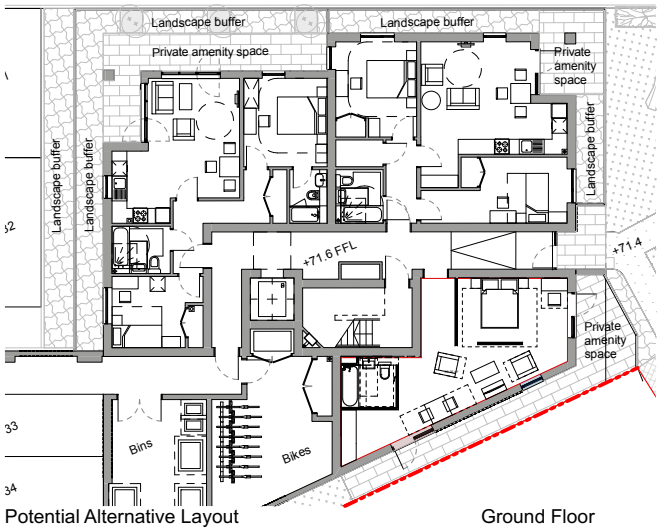 Landscape buffer
Landscape buffer
Private amenity space
Private
amenity
space
Landscape buffer
Landscape buffer
Landscape buffer
+71.6 FFL
+71.4
Private
amenity
space
33
Bins
Bikes
34
Potential Alternative Layout
Ground Floor